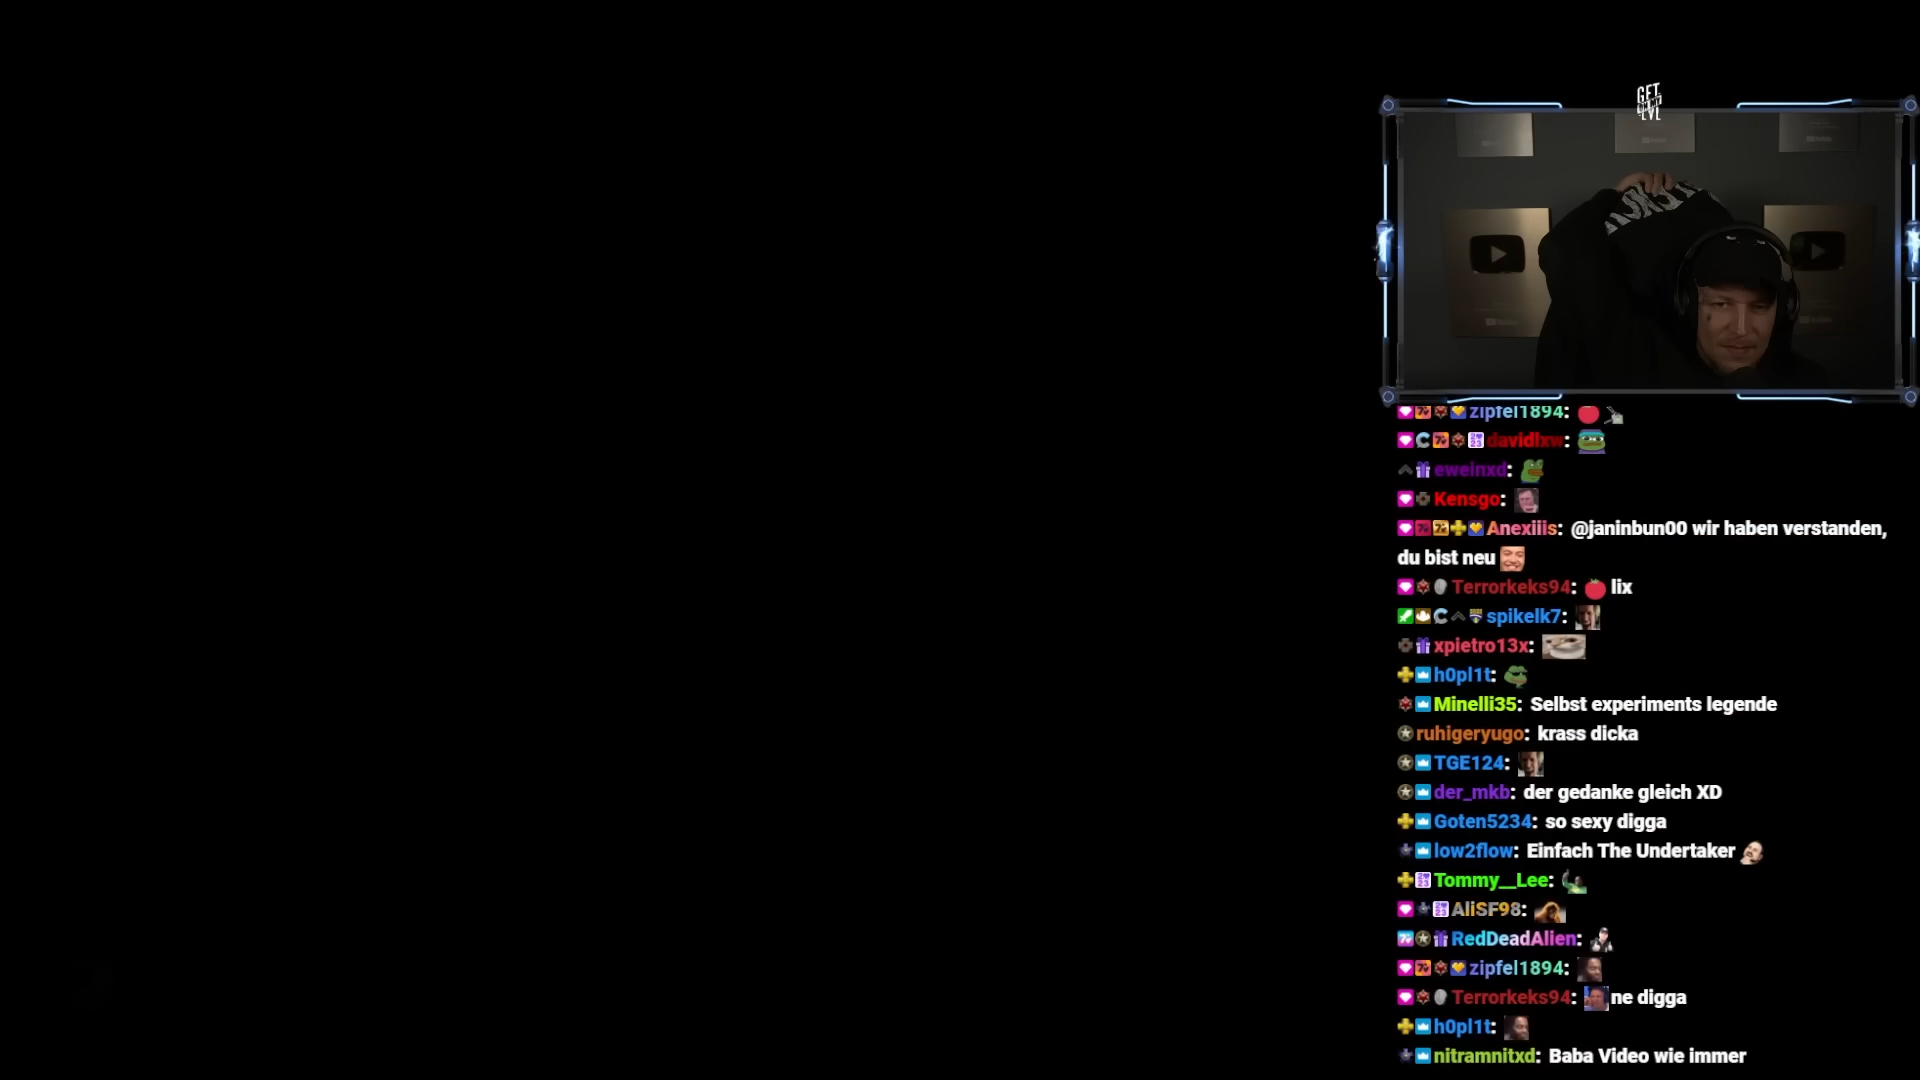 GET
LVL
zipfel1894:
davidlxw:
eweinxd:
Kensgo:
Anexiiis: @janinbun00 wir haben verstanden,
du bist neu
Terrorkeks94: lix
spikelk7:
xpietro13x:
h0pl1t:
Minelli35: Selbst experiments legende
ruhigeryugo: krass dicka
TGE124:
der_mkb: der gedanke gleich XD
Goten5234: so sexy digga
low2flow: Einfach The Undertaker
Tommy__Lee:
AliSF98:
RedDeadAlien:
zipfel1894:
Terrorkeks94: ne digga
h0pl1t:
nitramnitxd: Baba Video wie immer